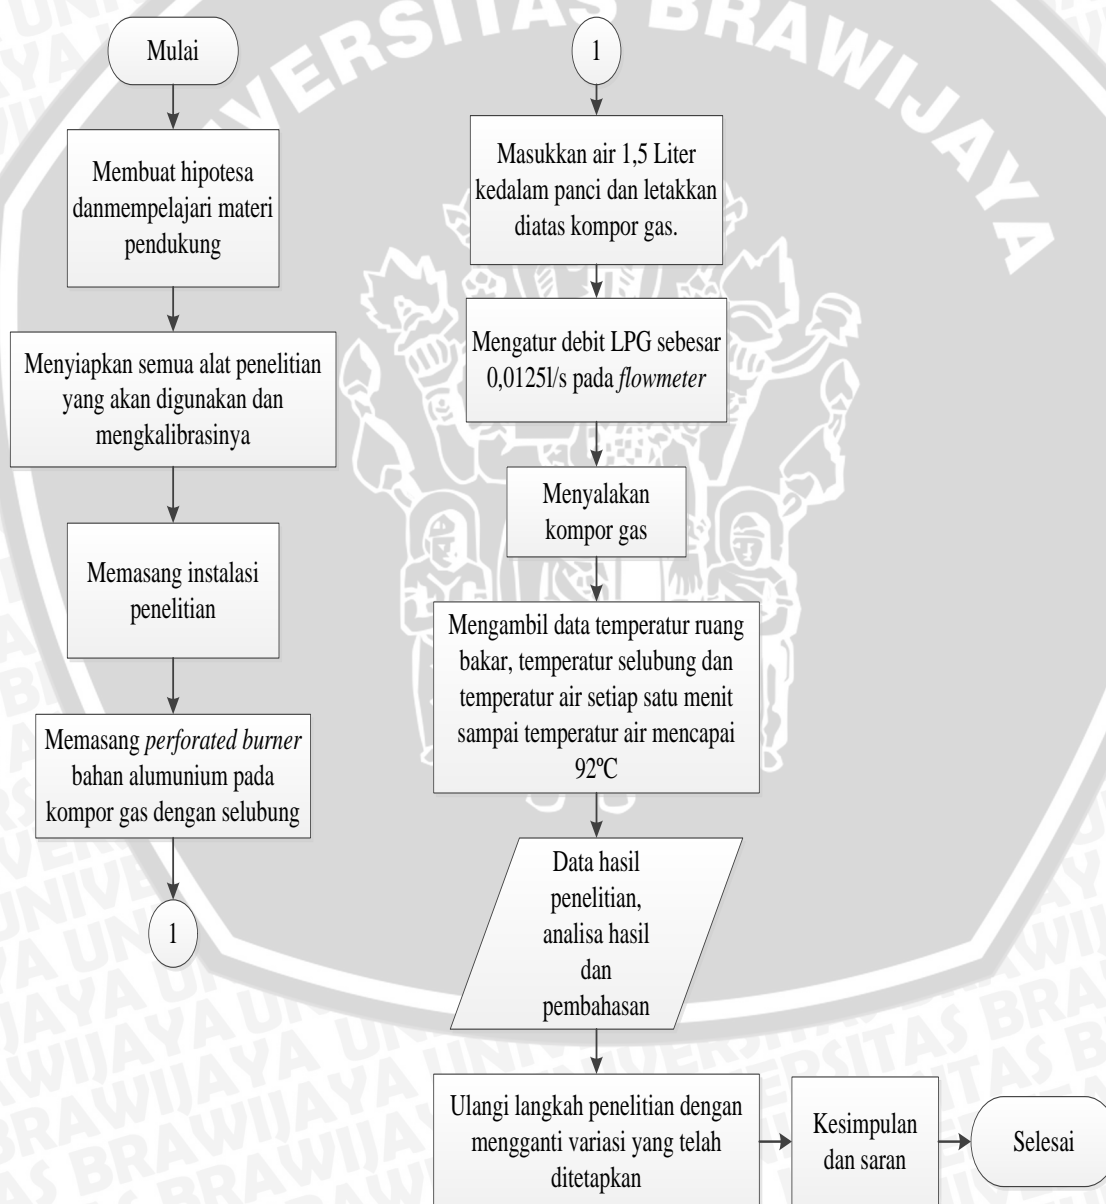 UNIVERSITAS BRAWIJAYA
Mulai
Membuat hipotesa
danmempelajari materi
pendukung
Menyiapkan semua alat penelitian
yang akan digunakan dan
mengkalibrasinya
Memasang instalasi
penelitian
Memasang perforated burner
bahan alumunium pada
kompor gas dengan selubung
1
1
Masukkan air 1,5 Liter
kedalam panci dan letakkan
diatas kompor gas.
Mengatur debit LPG sebesar
0,0125l/s pada flowmeter
Menyalakan
kompor gas
Mengambil data temperatur ruang
bakar, temperatur selubung dan
temperatur air setiap satu menit
sampai temperatur air mencapai
92ºC
Data hasil
penelitian,
analisa hasil
dan
pembahasan
Ulangi langkah penelitian dengan
mengganti variasi yang telah
ditetapkan
Kesimpulan
dan saran
Selesai